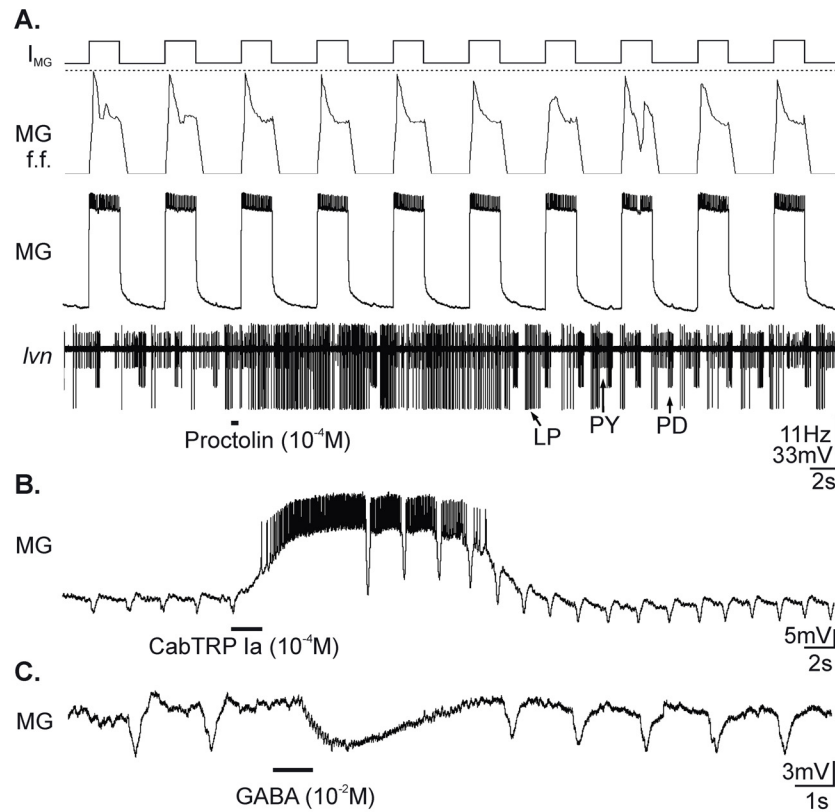 A.
I_MG
MG
f.f.
MG
lvn
Proctolin (10⁻⁴M)
LP
PY
PD
11Hz
33mV
2s
B.
MG
CabTRP Ia (10⁻⁴M)
5mV
2s
C.
MG
GABA (10⁻²M)
3mV
1s